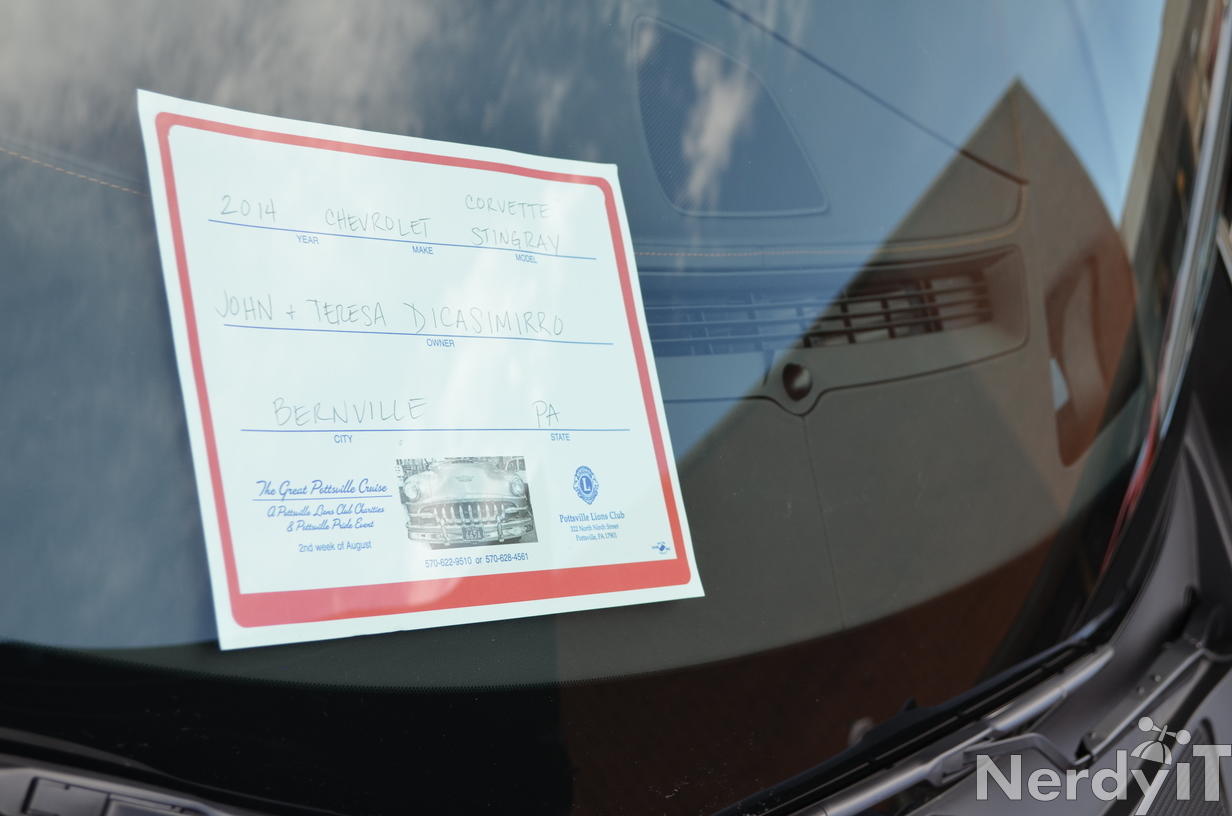 2014 CHEVROLET CORVETTE STINGRAY
YEAR MAKE MODEL
JOHN + TERESA DICASIMIRRO
OWNER
BERNVILLE PA
CITY STATE
The Great Pottsville Cruise
A Pottsville Lions Club Charities
& Pottsville Pride Event
2nd week of August
570-622-9510 or 570-628-4561
L
Pottsville Lions Club
322 North Ninth Street
Pottsville, PA 17901
NerdyiT